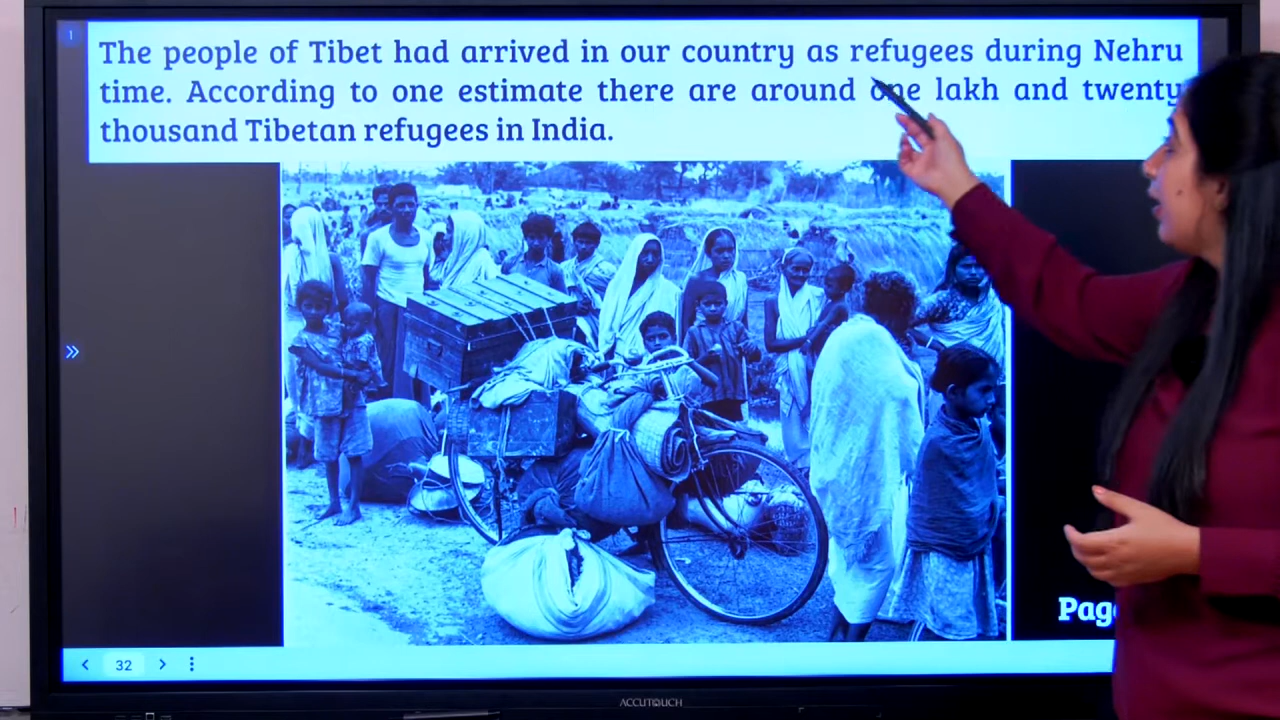 1
The people of Tibet had arrived in our country as refugees during Nehru
time. According to one estimate there are around one lakh and twenty
thousand Tibetan refugees in India.
32
ACCUTOUCH